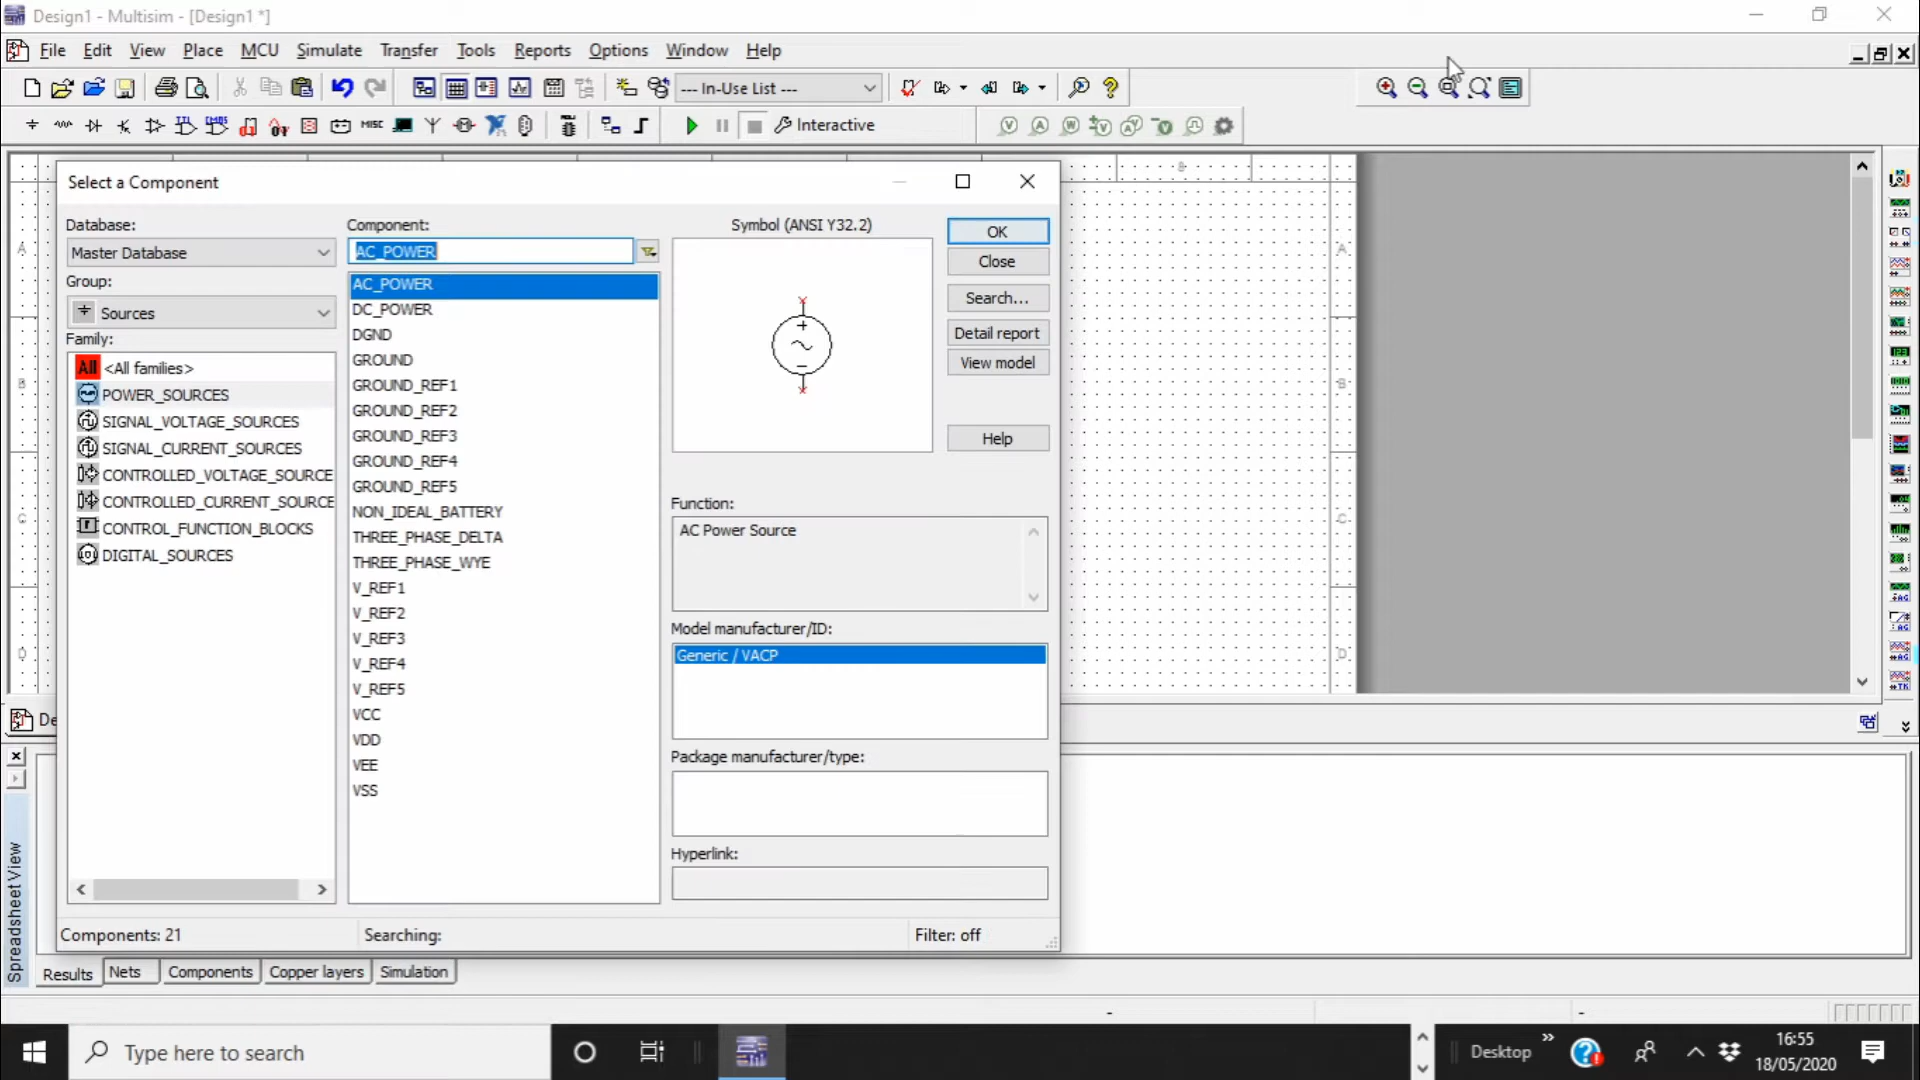 Design1 - Multisim - [Design1 *]
File Edit View Place MCU Simulate Transfer Tools Reports Options Window Help
--- In-Use List ---
Interactive
Select a Component
Database:
Master Database
Group:
Sources
Family:
All <All families>
POWER_SOURCES
SIGNAL_VOLTAGE_SOURCES
SIGNAL_CURRENT_SOURCES
CONTROLLED_VOLTAGE_SOURCE
CONTROLLED_CURRENT_SOURCE
CONTROL_FUNCTION_BLOCKS
DIGITAL_SOURCES
Component:
AC_POWER
AC_POWER
DC_POWER
DGND
GROUND
GROUND_REF1
GROUND_REF2
GROUND_REF3
GROUND_REF4
GROUND_REF5
NON_IDEAL_BATTERY
THREE_PHASE_DELTA
THREE_PHASE_WYE
V_REF1
V_REF2
V_REF3
V_REF4
V_REF5
VCC
VDD
VEE
VSS
Symbol (ANSI Y32.2)
OK
Close
Search...
Detail report
View model
Help
Function:
AC Power Source
Model manufacturer/ID:
Generic / VACP
Package manufacturer/type:
Hyperlink:
Components: 21
Searching:
Filter: off
De
Spreadsheet View
Results Nets Components Copper layers Simulation
Type here to search
Desktop
16:55
18/05/2020